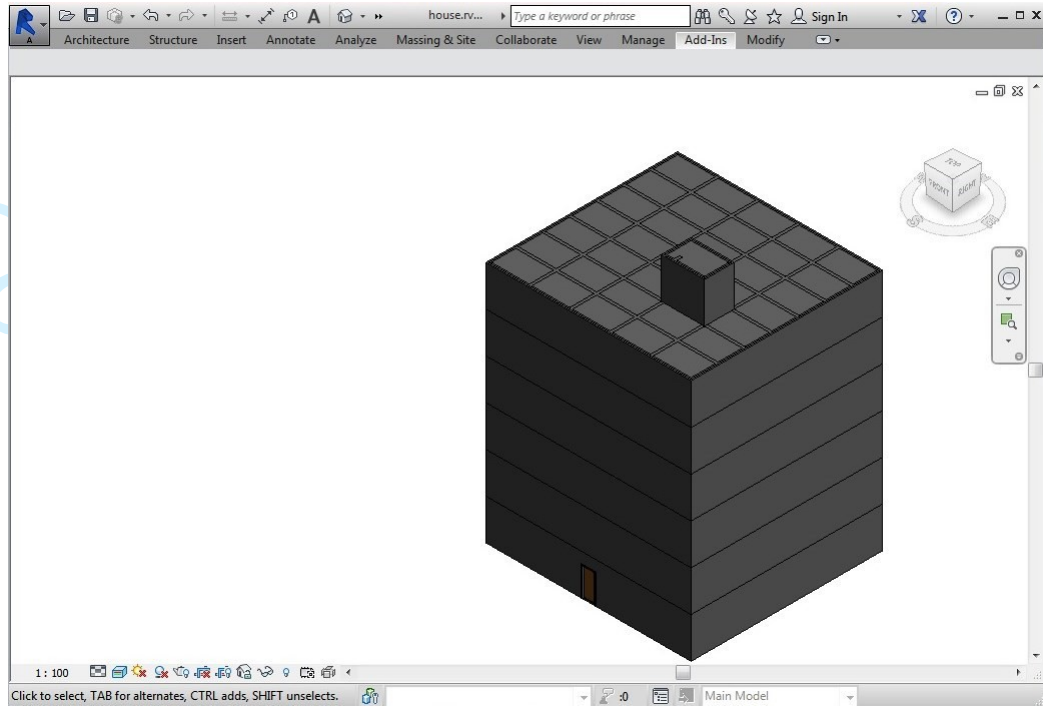 A house.rv... Type a keyword or phrase Sign In
A Architecture Structure Insert Annotate Analyze Massing & Site Collaborate View Manage Add-Ins Modify
TOP
FRONT RIGHT
1 : 100
Click to select, TAB for alternates, CTRL adds, SHIFT unselects. :0 Main Model